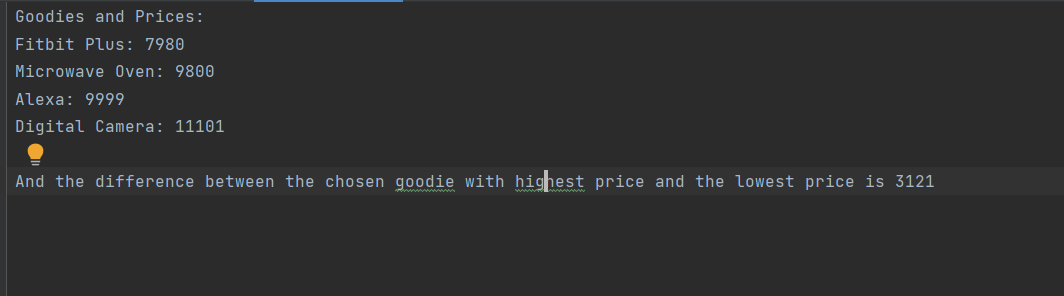 Goodies and Prices:
Fitbit Plus: 7980
Microwave Oven: 9800
Alexa: 9999
Digital Camera: 11101
And the difference between the chosen goodie with highest price and the lowest price is 3121